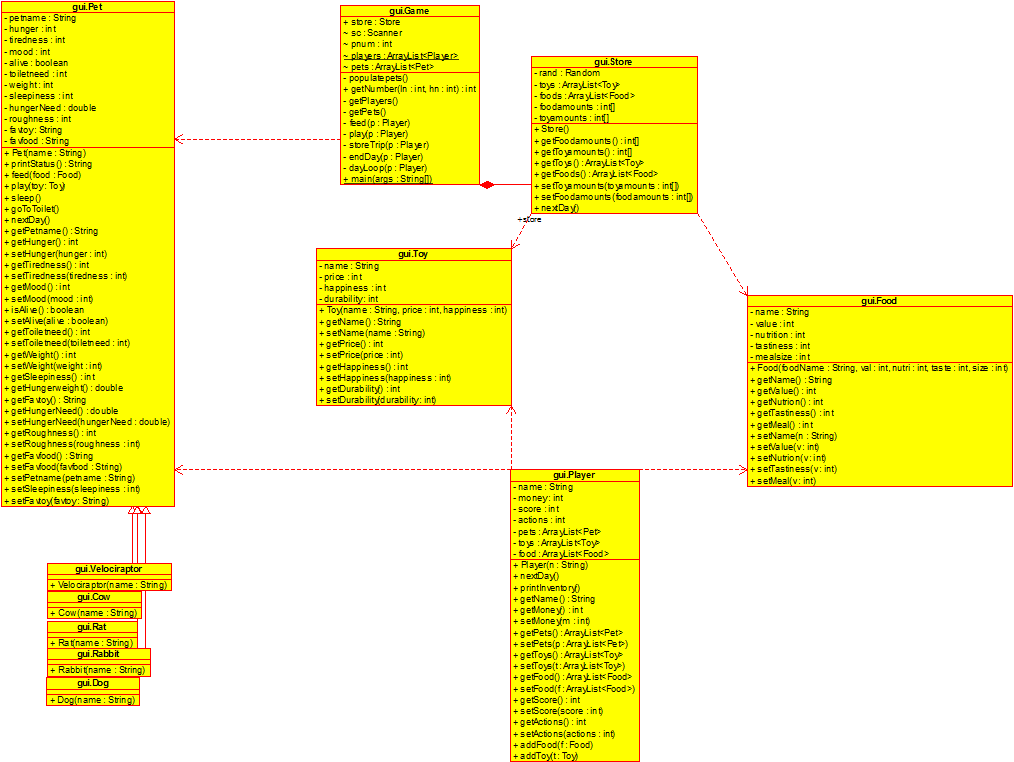 gui.Pet
- petname : String
- hunger : int
- tiredness : int
- mood : int
- alive : boolean
- toiletneed : int
- weight : int
- sleepiness : int
- hungerNeed : double
- roughness : int
- favtoy : String
- favfood : String
+ Pet(name : String)
+ printStatus() : String
+ feed(food : Food)
+ play(toy : Toy)
+ sleep()
+ goToToilet()
+ nextDay()
+ getPetname() : String
+ getHunger() : int
+ setHunger(hunger : int)
+ getTiredness() : int
+ setTiredness(tiredness : int)
+ getMood() : int
+ setMood(mood : int)
+ isAlive() : boolean
+ setAlive(alive : boolean)
+ getToiletneed() : int
+ setToiletneed(toiletneed : int)
+ getWeight() : int
+ setWeight(weight : int)
+ getSleepiness() : int
+ getHungerweight() : double
+ getFavtoy() : String
+ getHungerNeed() : double
+ setHungerNeed(hungerNeed : double)
+ getRoughness() : int
+ setRoughness(roughness : int)
+ getFavfood() : String
+ setFavfood(favfood : String)
+ setPetname(petname : String)
+ setSleepiness(sleepiness : int)
+ setFavtoy(favtoy : String)
gui.Game
+ store : Store
~ sc : Scanner
~ pnum : int
~ players : ArrayList<Player>
~ pets : ArrayList<Pet>
- populatepets()
+ getNumber(ln : int, hn : int) : int
- getPlayers()
- getPets()
- feed(p : Player)
- play(p : Player)
- storeTrip(p : Player)
- endDay(p : Player)
- dayLoop(p : Player)
+ main(args : String[])
gui.Store
- rand : Random
- toys : ArrayList<Toy>
- foods : ArrayList<Food>
- foodamounts : int[]
- toyamounts : int[]
+ Store()
+ getFoodamounts() : int[]
+ getToyamounts() : int[]
+ getToys() : ArrayList<Toy>
+ getFoods() : ArrayList<Food>
+ setToyamounts(toyamounts : int[])
+ setFoodamounts(foodamounts : int[])
+ nextDay()
+store
gui.Toy
- name : String
- price : int
- happiness : int
- durability : int
+ Toy(name : String, price : int, happiness : int)
+ getName() : String
+ setName(name : String)
+ getPrice() : int
+ setPrice(price : int)
+ getHappiness() : int
+ setHappiness(happiness : int)
+ getDurability() : int
+ setDurability(durability : int)
gui.Food
- name : String
- value : int
- nutrition : int
- tastiness : int
- mealsize : int
+ Food(foodName : String, val : int, nutri : int, taste : int, size : int)
+ getName() : String
+ getValue() : int
+ getNutrion() : int
+ getTastiness() : int
+ getMeal() : int
+ setName(n : String)
+ setValue(v : int)
+ setNutrion(v : int)
+ setTastiness(v : int)
+ setMeal(v : int)
gui.Player
- name : String
- money : int
- score : int
- actions : int
- pets : ArrayList<Pet>
- toys : ArrayList<Toy>
- food : ArrayList<Food>
+ Player(n : String)
+ nextDay()
+ printInventory()
+ getName() : String
+ getMoney() : int
+ setMoney(m : int)
+ getPets() : ArrayList<Pet>
+ setPets(p : ArrayList<Pet>)
+ getToys() : ArrayList<Toy>
+ setToys(t : ArrayList<Toy>)
+ getFood() : ArrayList<Food>
+ setFood(f : ArrayList<Food>)
+ getScore() : int
+ setScore(score : int)
+ getActions() : int
+ setActions(actions : int)
+ addFood(f : Food)
+ addToy(t : Toy)
gui.Velociraptor
+ Velociraptor(name : String)
gui.Cow
+ Cow(name : String)
gui.Rat
+ Rat(name : String)
gui.Rabbit
+ Rabbit(name : String)
gui.Dog
+ Dog(name : String)